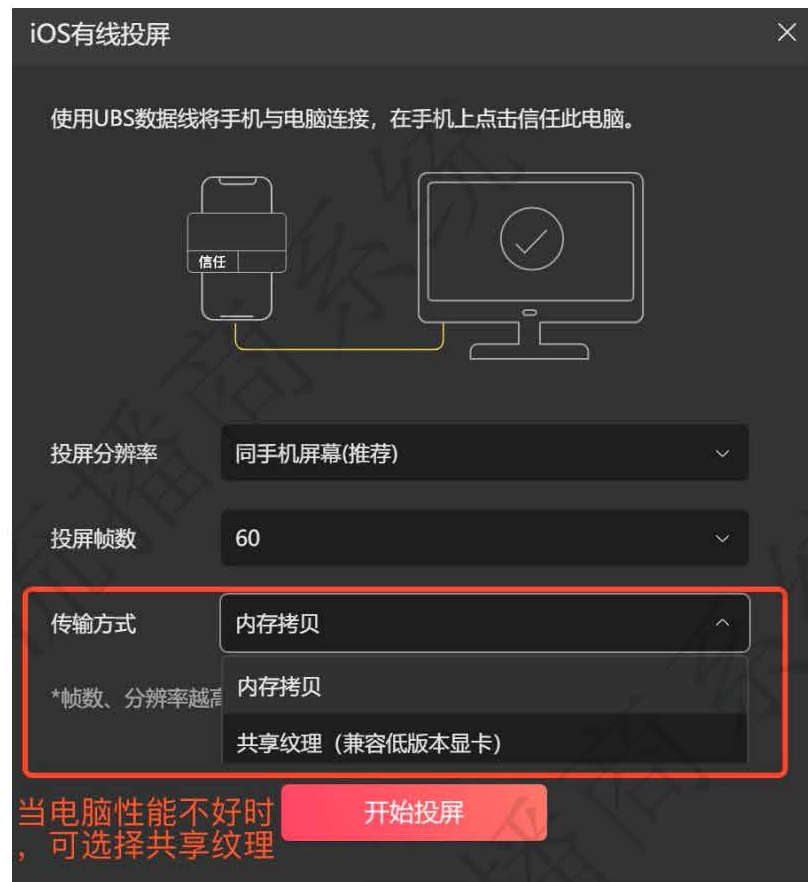 iOS有线投屏
使用UBS数据线将手机与电脑连接，在手机上点击信任此电脑。
信任
投屏分辨率
同手机屏幕(推荐)
投屏帧数
60
传输方式
内存拷贝
*帧数、分辨率越高
内存拷贝
共享纹理（兼容低版本显卡）
当电脑性能不好时
，可选择共享纹理
开始投屏